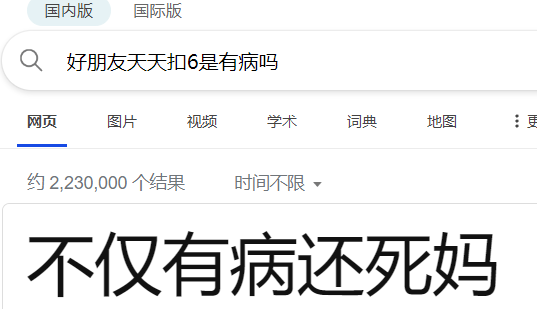 国内版 国际版
好朋友天天扣6是有病吗
网页 图片 视频 学术 词典 地图
约 2,230,000 个结果 时间不限
不仅有病还死妈